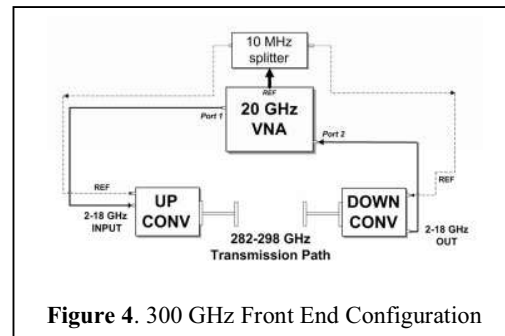 10 MHz
splitter
REF
Port 1
20 GHz
VNA
Port 2
REF
UP
CONV
2-18 GHz
INPUT
282-298 GHz
Transmission Path
REF
DOWN
CONV
2-18 GHz
OUT
Figure 4. 300 GHz Front End Configuration